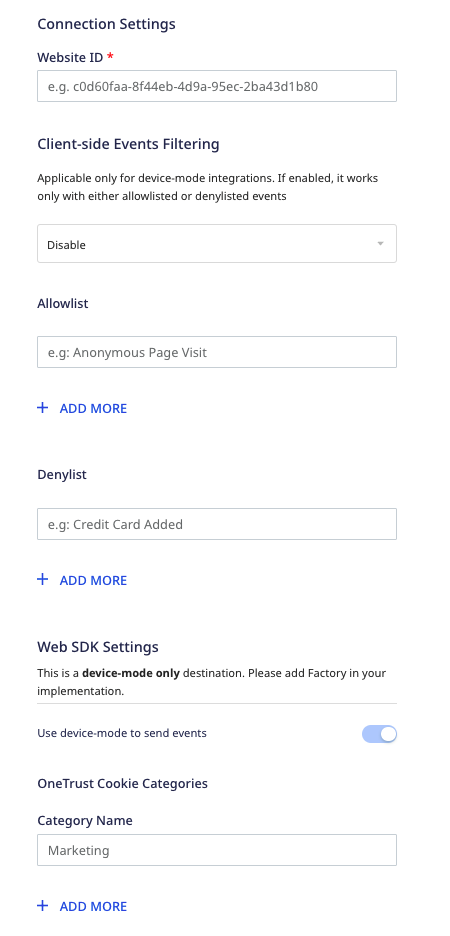 Connection Settings
Website ID *
e.g. c0d60faa-8f44eb-4d9a-95ec-2ba43d1b80
Client-side Events Filtering
Applicable only for device-mode integrations. If enabled, it works
only with either allowlisted or denylisted events
Disable
Allowlist
e.g: Anonymous Page Visit
+ ADD MORE
Denylist
e.g: Credit Card Added
+ ADD MORE
Web SDK Settings
This is a device-mode only destination. Please add Factory in your
implementation.
Use device-mode to send events
OneTrust Cookie Categories
Category Name
Marketing
+ ADD MORE